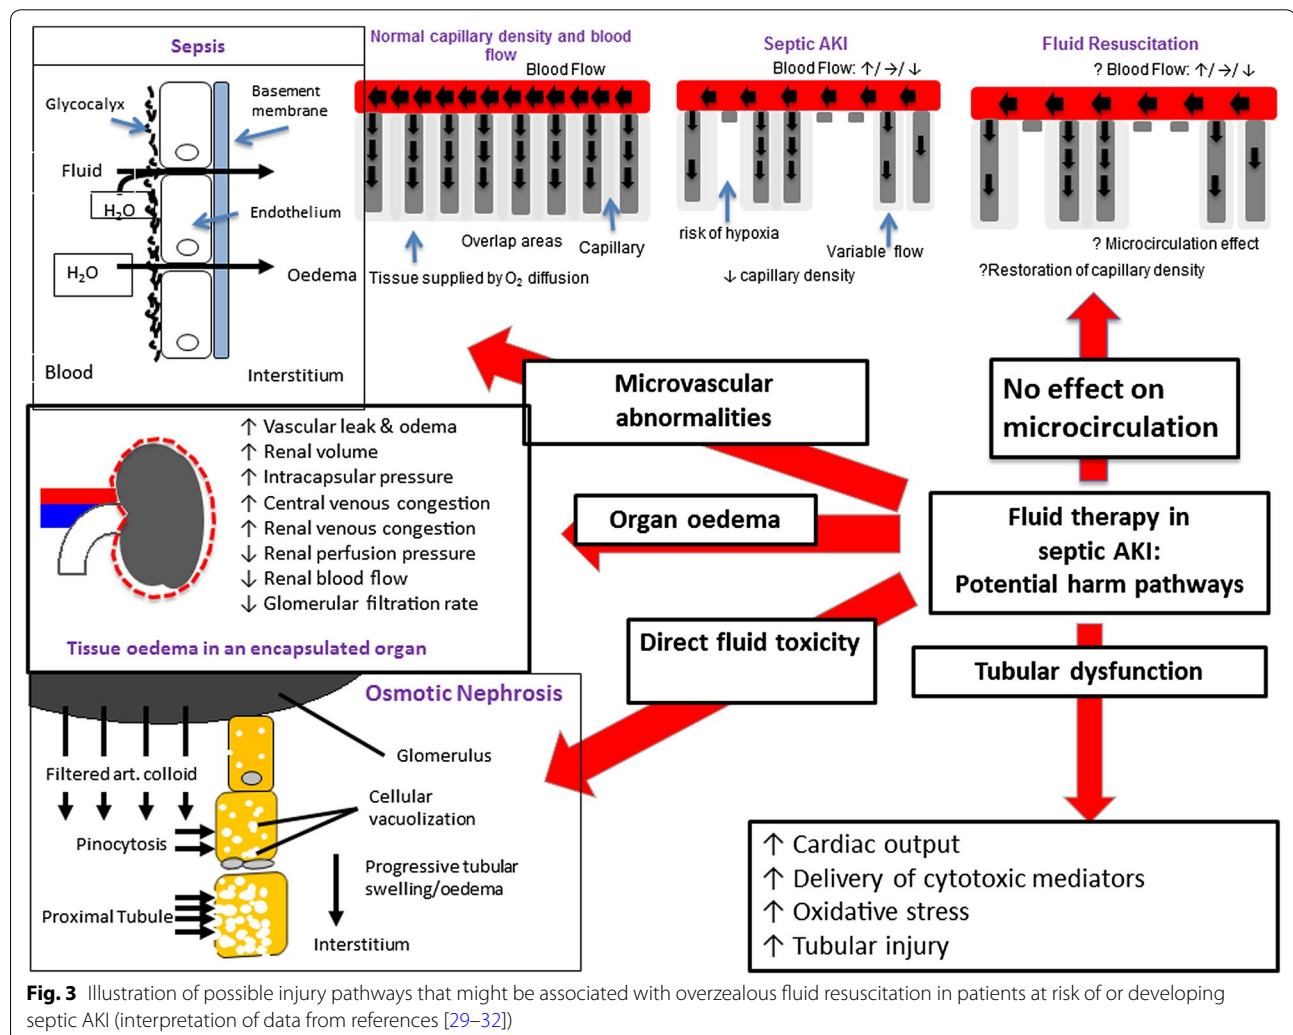 Sepsis
Glycocalyx
Basement
membrane
Fluid
H₂O
Endothelium
H₂O
Oedema
Blood
Interstitium
Normal capillary density and blood
flow
Blood Flow
Overlap areas
Capillary
Tissue supplied by O₂ diffusion
Septic AKI
Blood Flow: ↑/ →/ ↓
risk of hypoxia
Variable flow
↓ capillary density
Fluid Resuscitation
? Blood Flow: ↑/ →/ ↓
? Microcirculation effect
?Restoration of capillary density
Microvascular
abnormalities
No effect on
microcirculation
↑ Vascular leak & odema
↑ Renal volume
↑ Intracapsular pressure
↑ Central venous congestion
↑ Renal venous congestion
↓ Renal perfusion pressure
↓ Renal blood flow
↓ Glomerular filtration rate
Tissue oedema in an encapsulated organ
Organ oedema
Fluid therapy in
septic AKI:
Potential harm pathways
Direct fluid toxicity
Tubular dysfunction
Osmotic Nephrosis
Glomerulus
Filtered art. colloid
Cellular
vacuolization
Pinocytosis
Progressive tubular
swelling/oedema
Proximal Tubule
Interstitium
↑ Cardiac output
↑ Delivery of cytotoxic mediators
↑ Oxidative stress
↑ Tubular injury
Fig. 3 Illustration of possible injury pathways that might be associated with overzealous fluid resuscitation in patients at risk of or developing
septic AKI (interpretation of data from references [29–32])